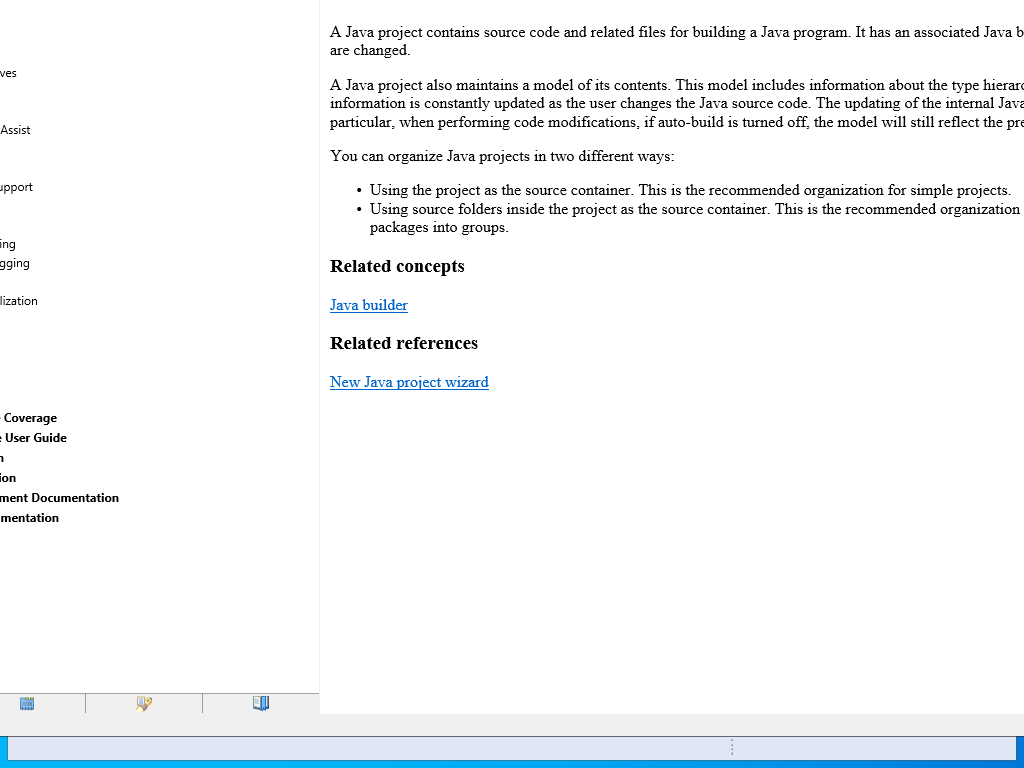 ves
Assist
upport
ing
gging
lization
Coverage
User Guide
ion
ment Documentation
mentation
A Java project contains source code and related files for building a Java program. It has an associated Java b
are changed.
A Java project also maintains a model of its contents. This model includes information about the type hierarc
information is constantly updated as the user changes the Java source code. The updating of the internal Java
particular, when performing code modifications, if auto-build is turned off, the model will still reflect the pre
You can organize Java projects in two different ways:
• Using the project as the source container. This is the recommended organization for simple projects.
• Using source folders inside the project as the source container. This is the recommended organization
packages into groups.
Related concepts
Java builder
Related references
New Java project wizard